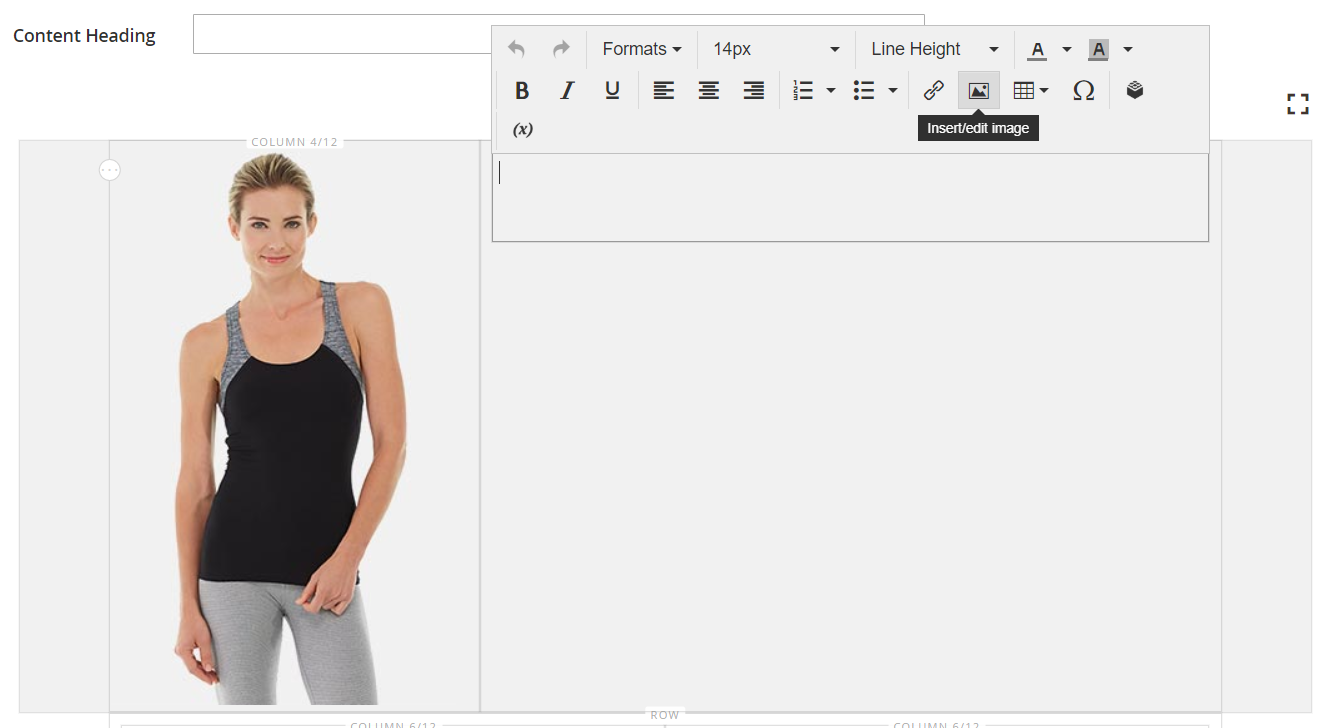 Content Heading
Formats 14px Line Height A A
B I U Ω
(x)
Insert/edit image
COLUMN 4/12
ROW
COLUMN 6/12 COLUMN 6/12